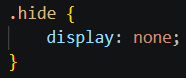 .hide {
    display: none;
}